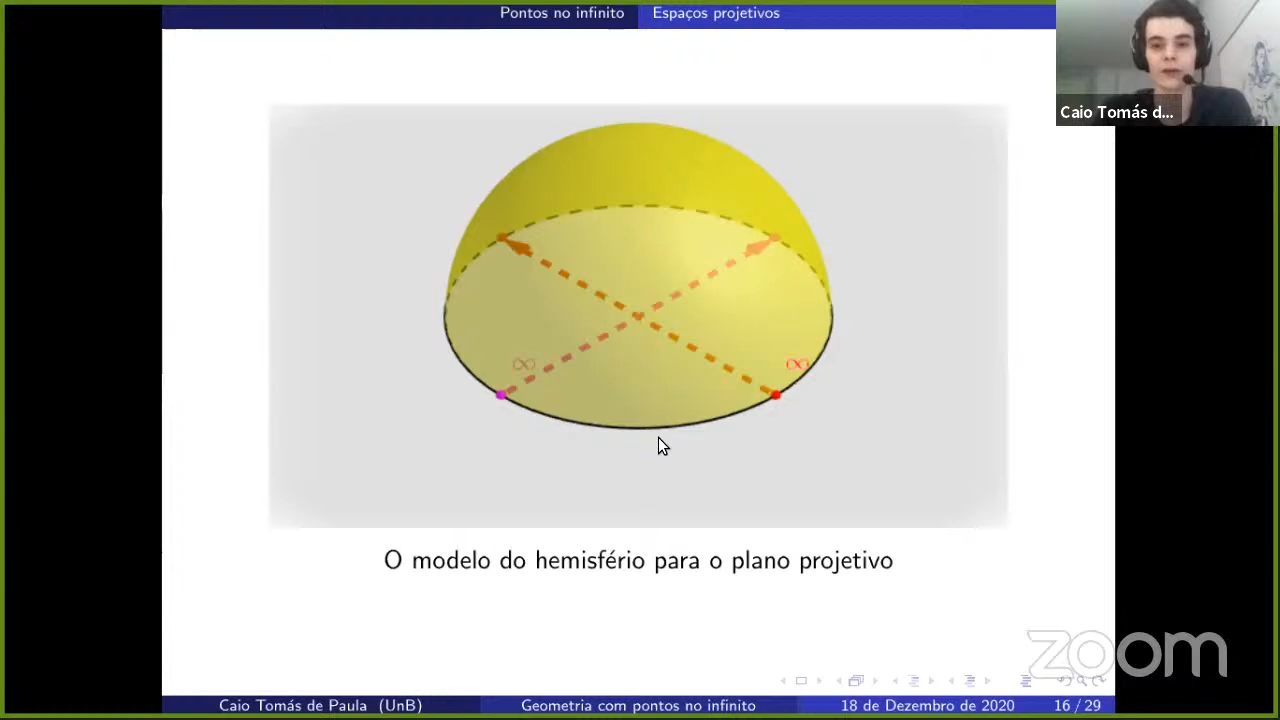 Pontos no infinito
Espaços projetivos
Caio Tomás d...
∞
∞
O modelo do hemisfério para o plano projetivo
zoom
Caio Tomás de Paula (UnB)
Geometria com pontos no infinito
18 de Dezembro de 2020
16 / 29